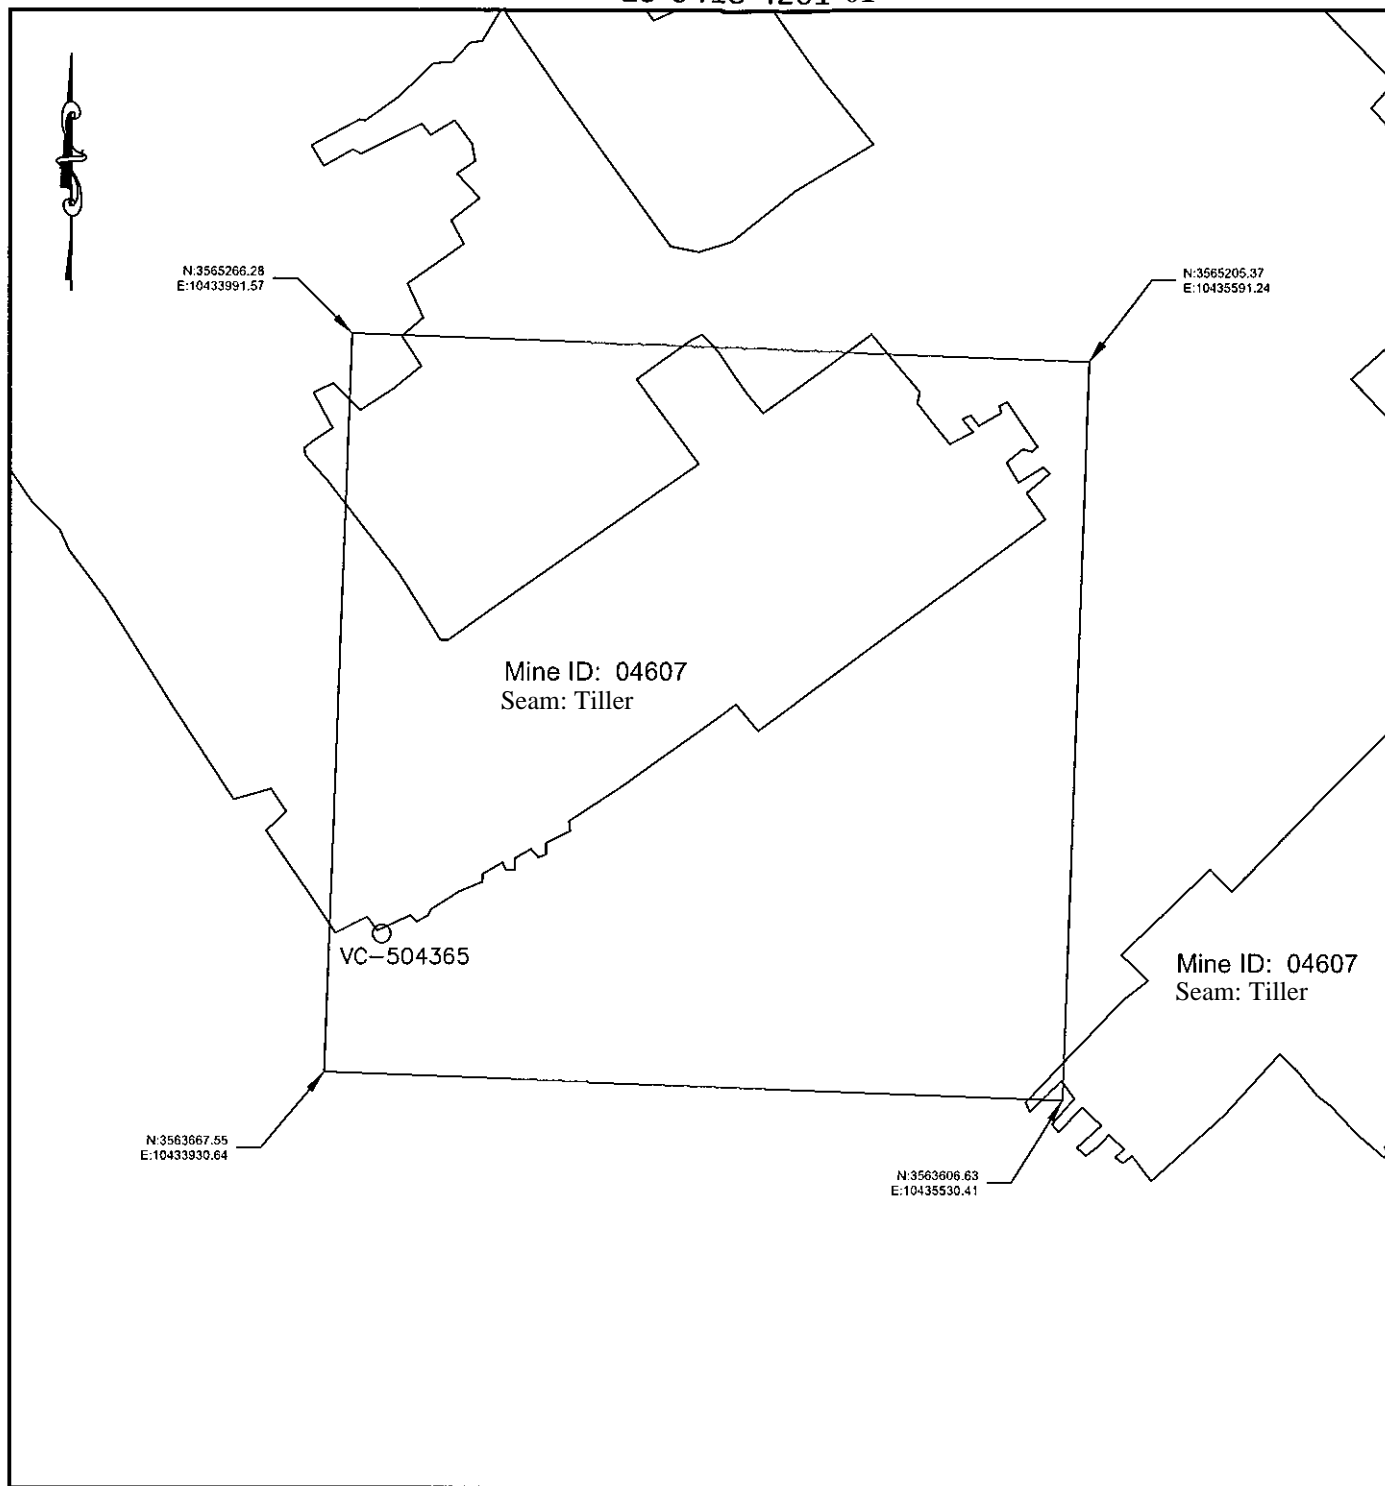 N:3565266.28
E:10433991.57
N:3565205.37
E:10435591.24
Mine ID: 04607
Seam: Tiller
VC-504365
Mine ID: 04607
Seam: Tiller
N:3563667.55
E:10433930.64
N:3563606.63
E:10435530.41